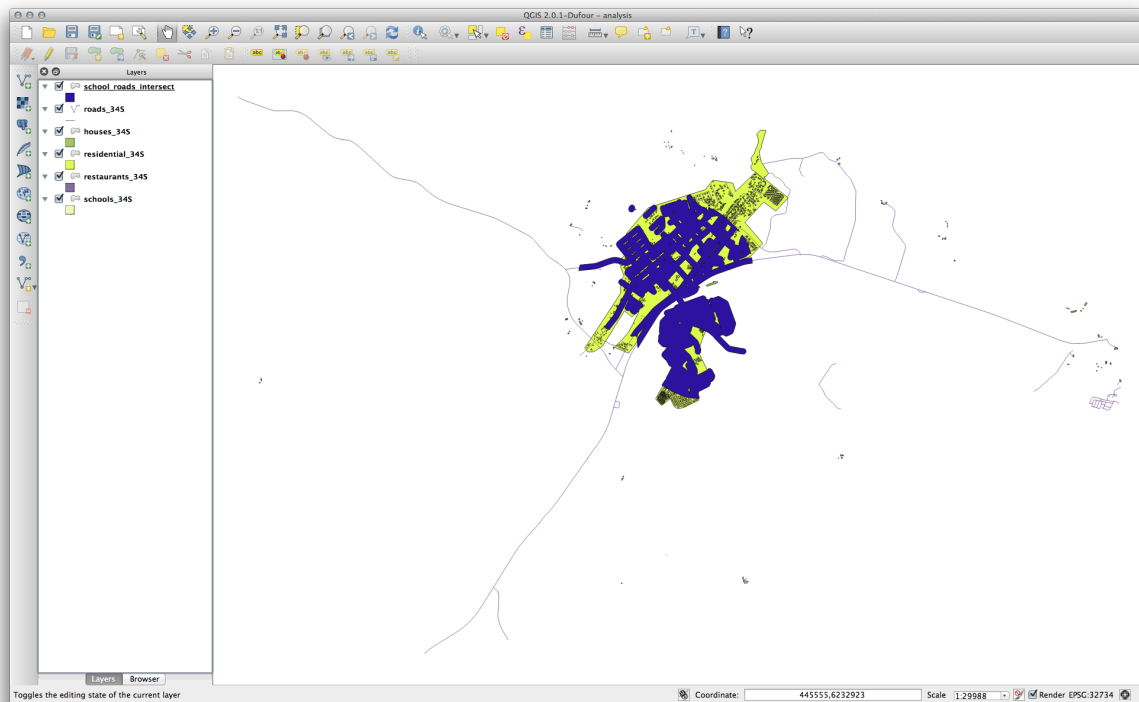 QGIS 2.0.1-Dufour - analysis
Layers
school_roads_intersect
roads_34S
houses_34S
residential_34S
restaurants_34S
schools_34S
Layers Browser
Toggles the editing state of the current layer
Coordinate: 445555,6232923 Scale 1:29988 Render EPSG:32734